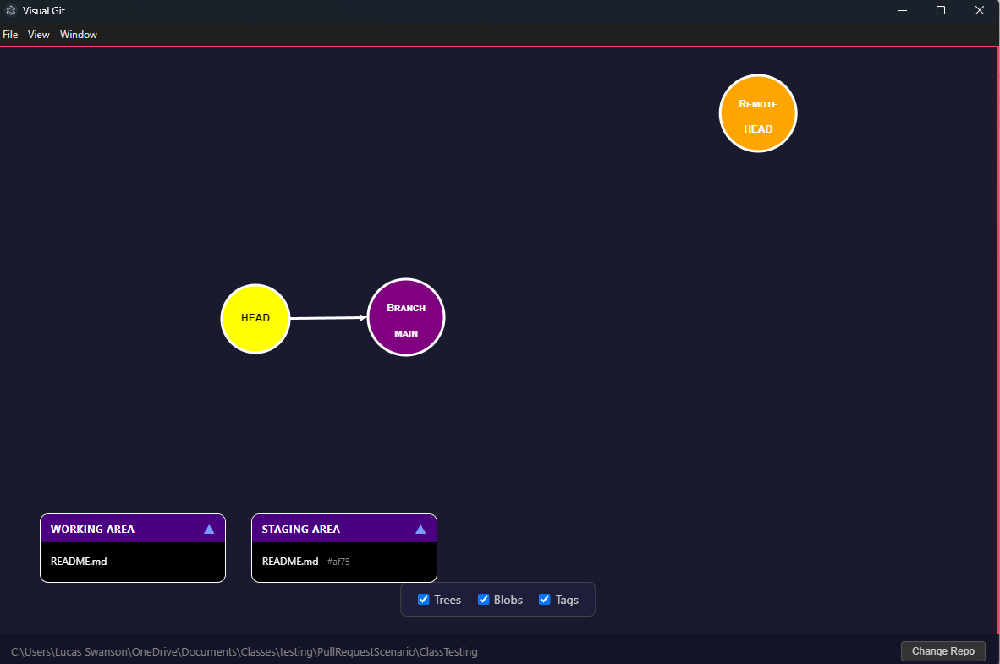 Visual Git
File View Window
Remote
HEAD
HEAD
Branch
main
WORKING AREA
README.md
STAGING AREA
README.md #af75
Trees Blobs Tags
C:\Users\Lucas Swanson\OneDrive\Documents\Classes\testing\PullRequestScenario\ClassTesting
Change Repo